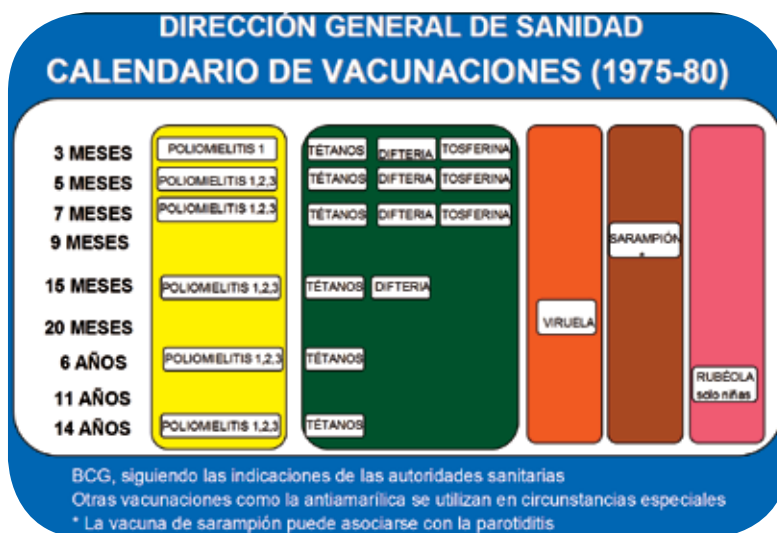 DIRECCIÓN GENERAL DE SANIDAD
CALENDARIO DE VACUNACIONES (1975-80)
3 MESES POLIOMIELITIS 1 TÉTANOS DIFTERIA TOSFERINA
5 MESES POLIOMIELITIS 1,2,3 TÉTANOS DIFTERIA TOSFERINA
7 MESES POLIOMIELITIS 1,2,3 TÉTANOS DIFTERIA TOSFERINA
9 MESES SARAMPIÓN
*
15 MESES POLIOMIELITIS 1,2,3 TÉTANOS DIFTERIA
20 MESES VIRUELA
6 AÑOS POLIOMIELITIS 1,2,3 TÉTANOS
11 AÑOS RUBÉOLA
solo niñas
14 AÑOS POLIOMIELITIS 1,2,3 TÉTANOS
BCG, siguiendo las indicaciones de las autoridades sanitarias
Otras vacunaciones como la antiamarílica se utilizan en circunstancias especiales
* La vacuna de sarampión puede asociarse con la parotiditis